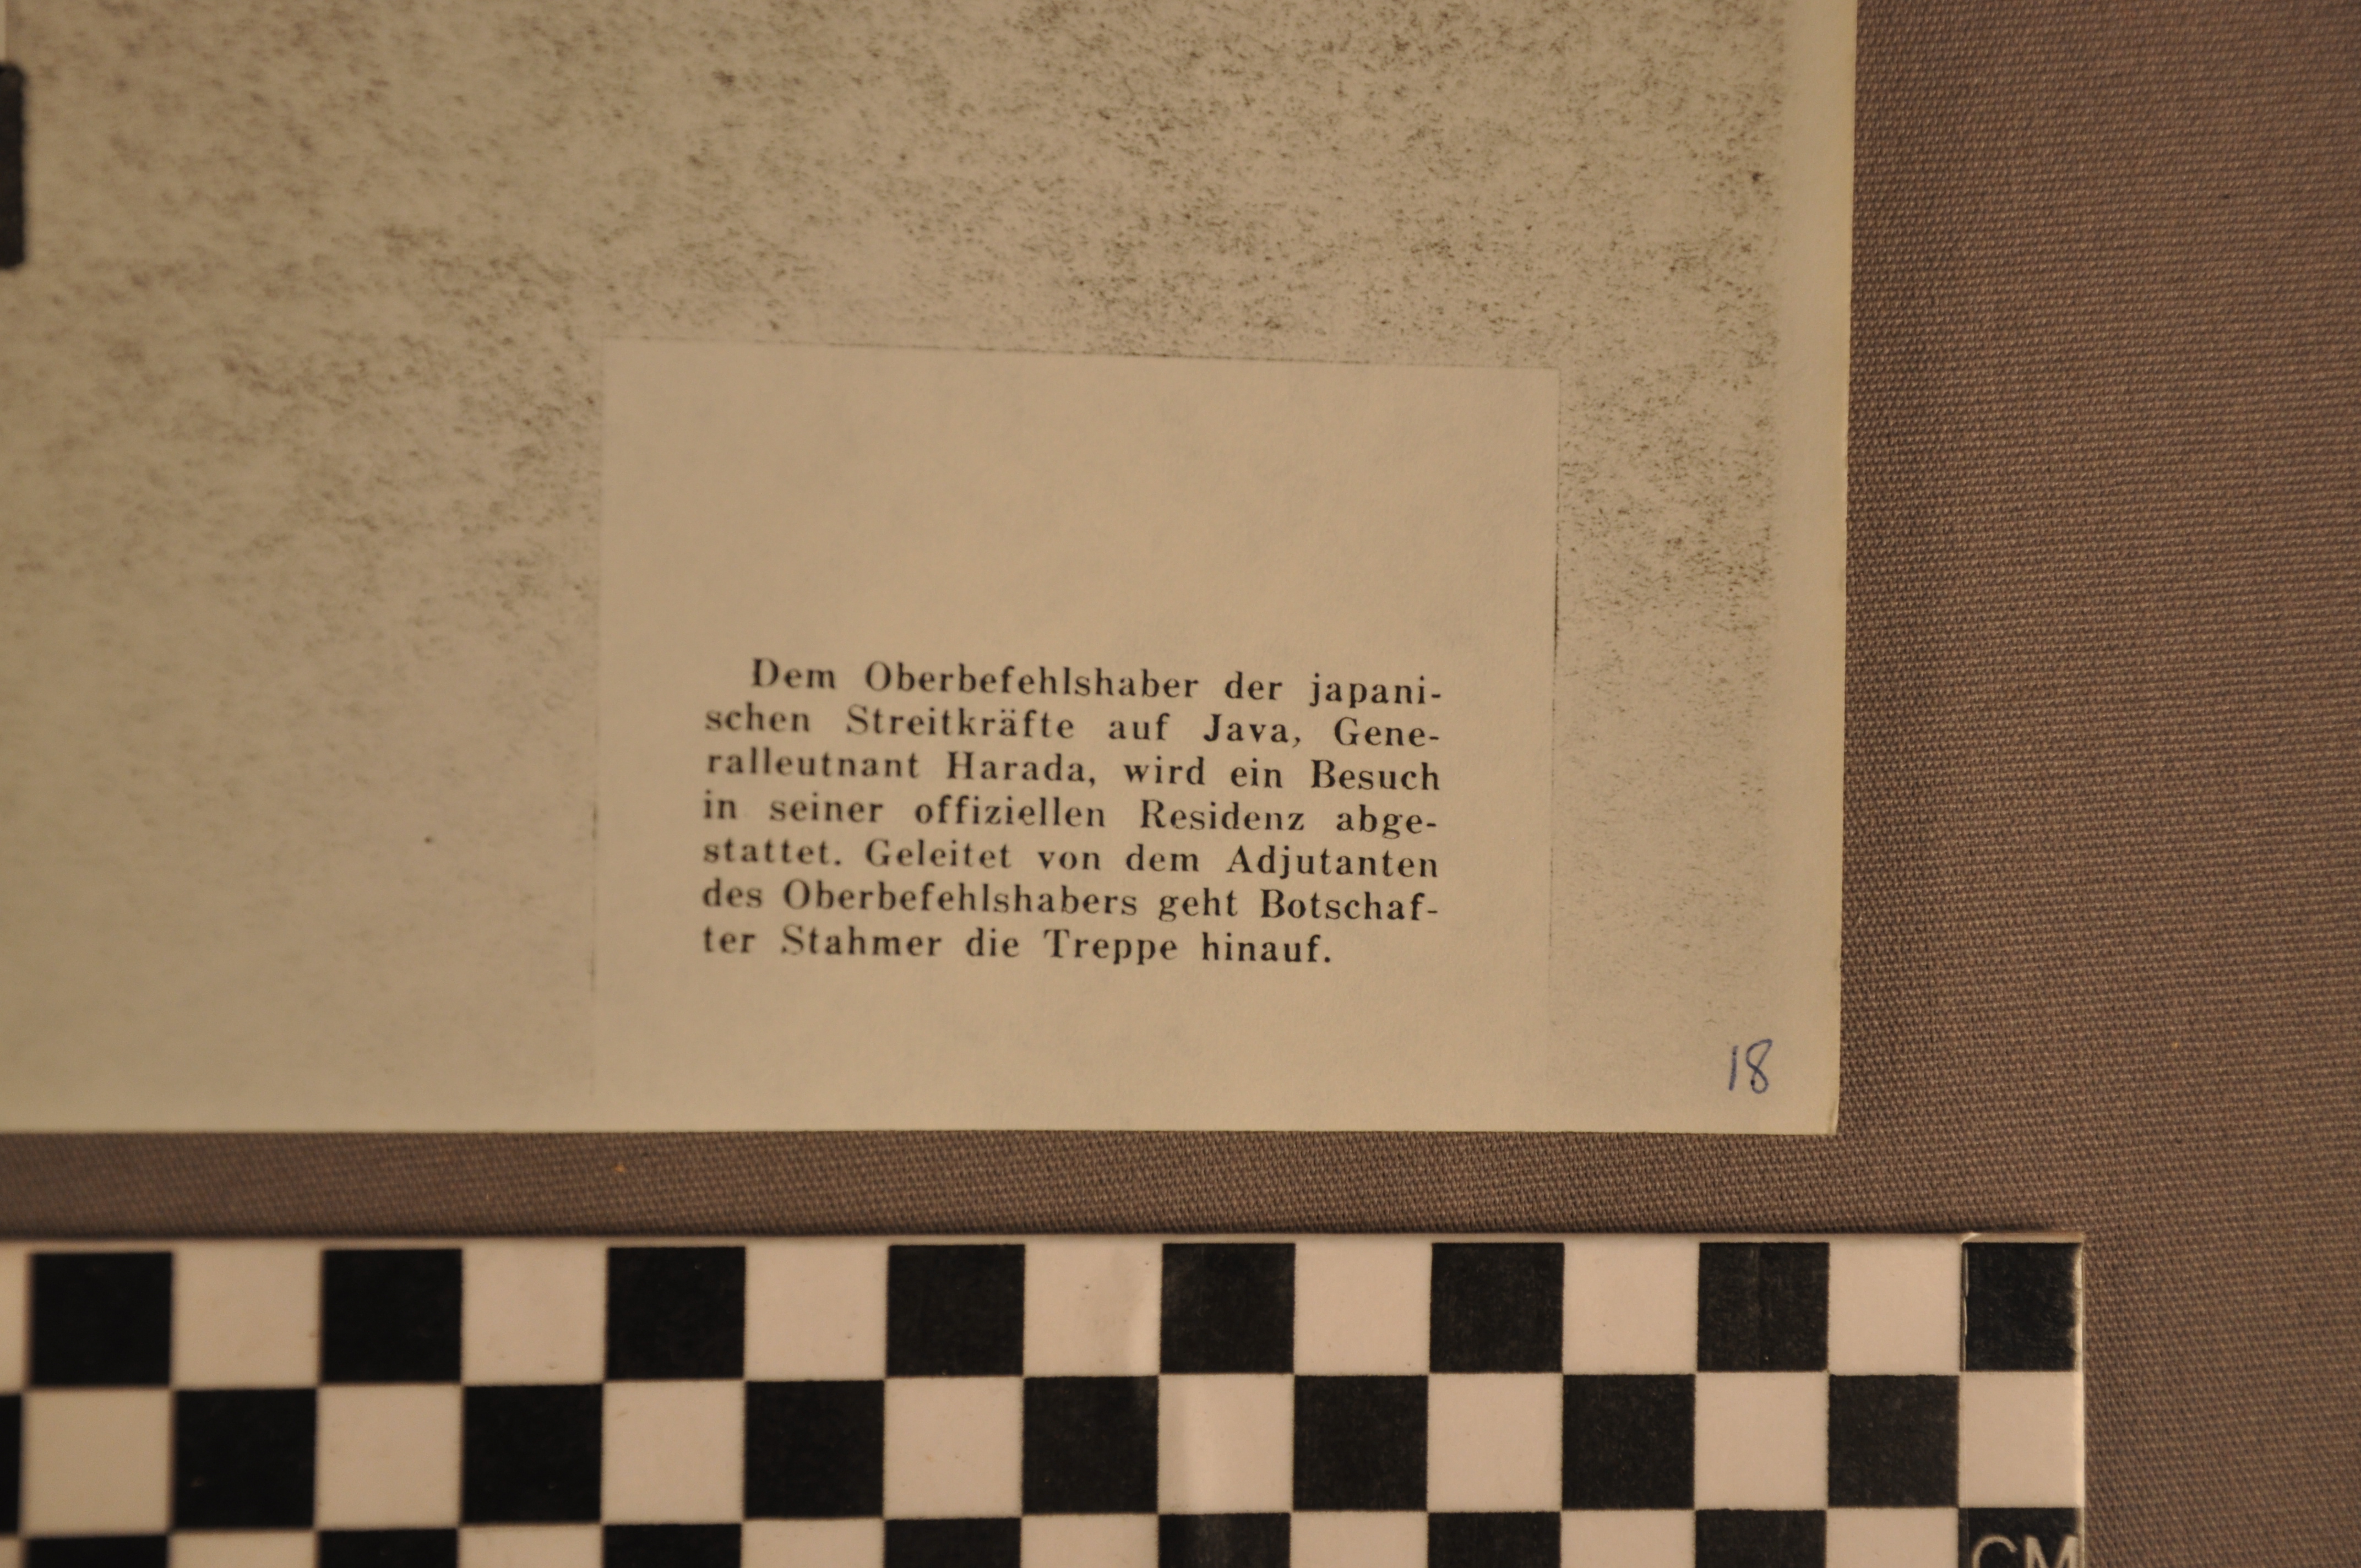 Dem Oberbefehlshaber der japani-
schen Streitkräfte auf Java, Gene-
ralleutnant Harada, wird ein Besuch
in seiner offiziellen Residenz abge-
stattet. Geleitet von dem Adjutanten
des Oberbefehlshabers geht Botschaf-
ter Stahmer die Treppe hinauf.
18
CM